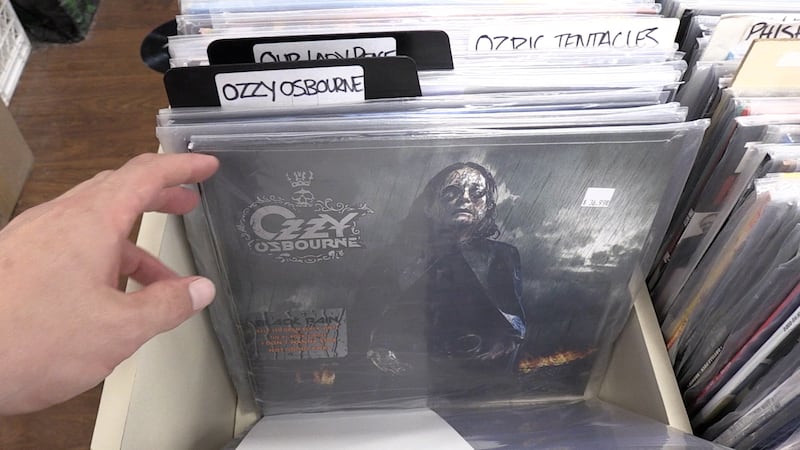 OUR LADY PEACE
OZRIC TENTACLES
PHISH
OZZY OSBOURNE
$36.99
OZZY
OSBOURNE
BLACK RAIN